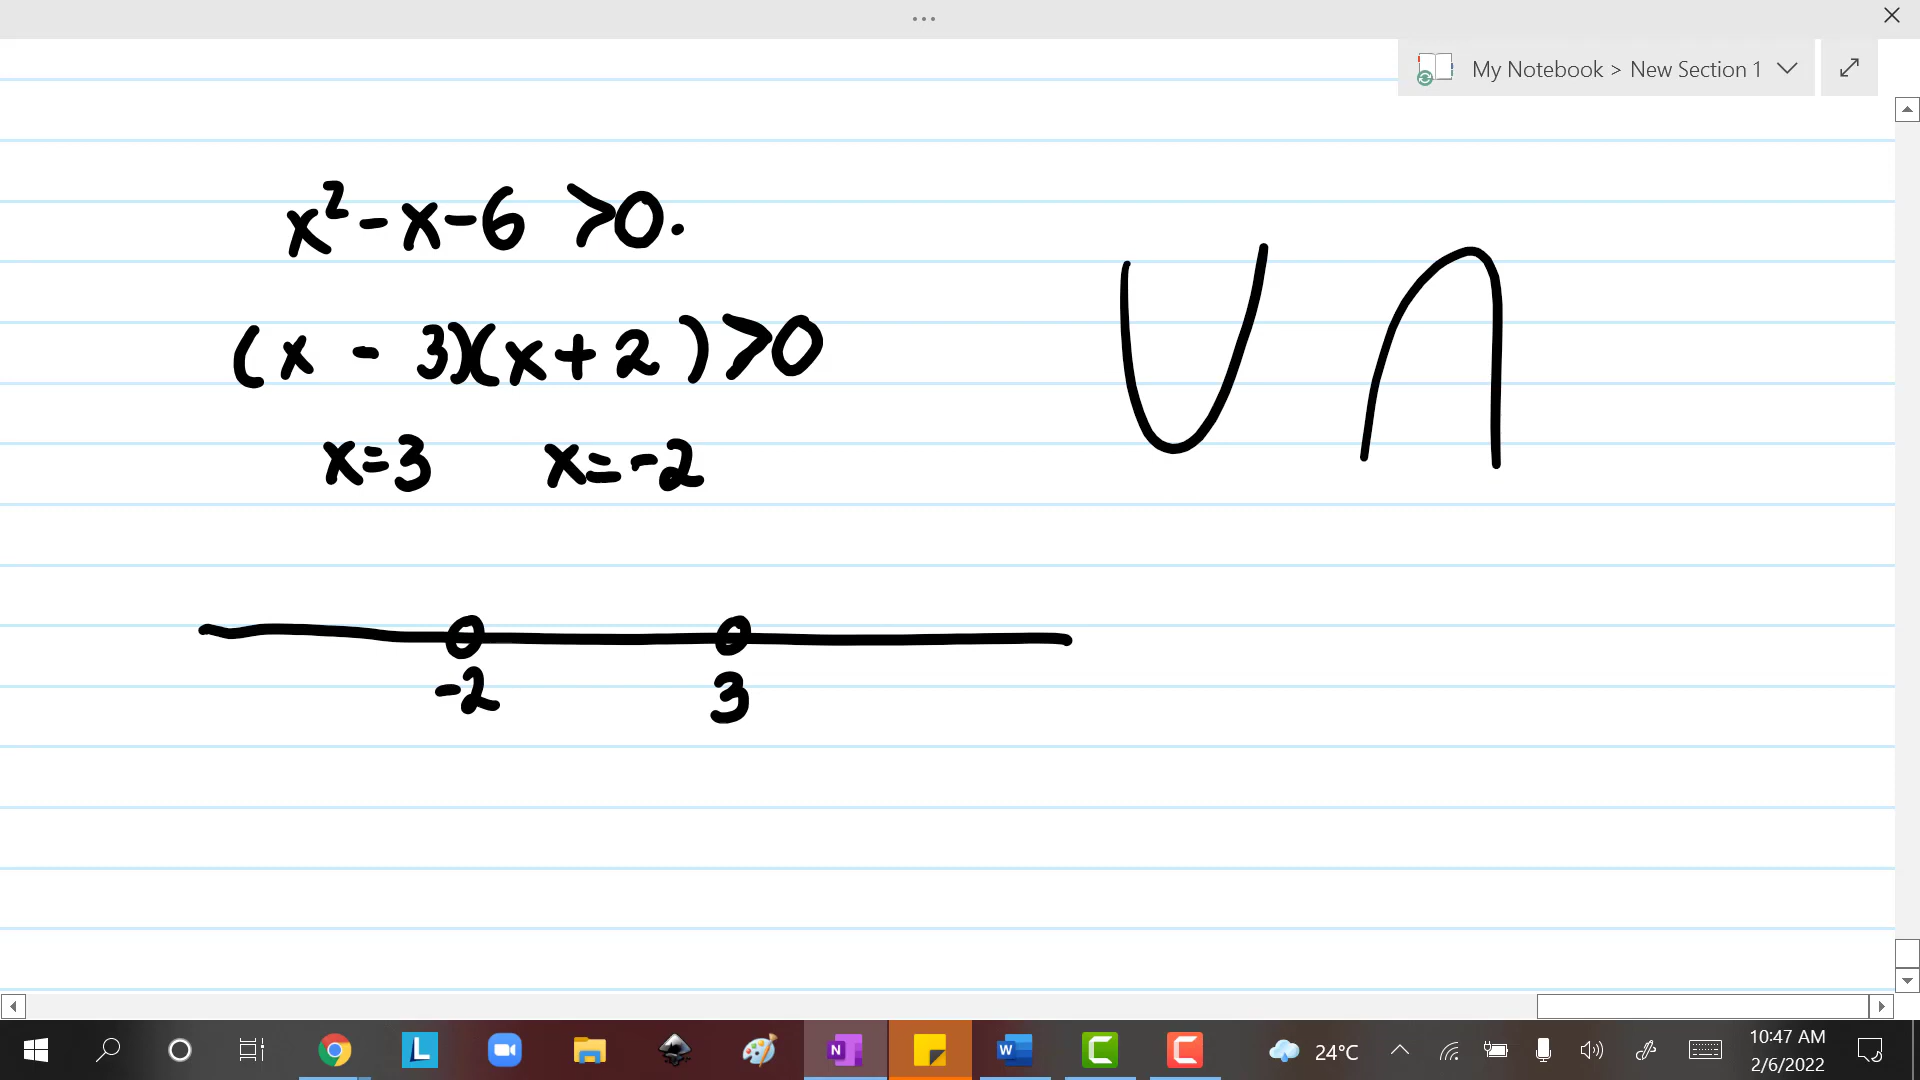 ...
My Notebook > New Section 1
x² - x - 6 > 0.
(x - 3)(x + 2) > 0
x = 3 x = -2
-2 3
24°C
10:47 AM
2/6/2022